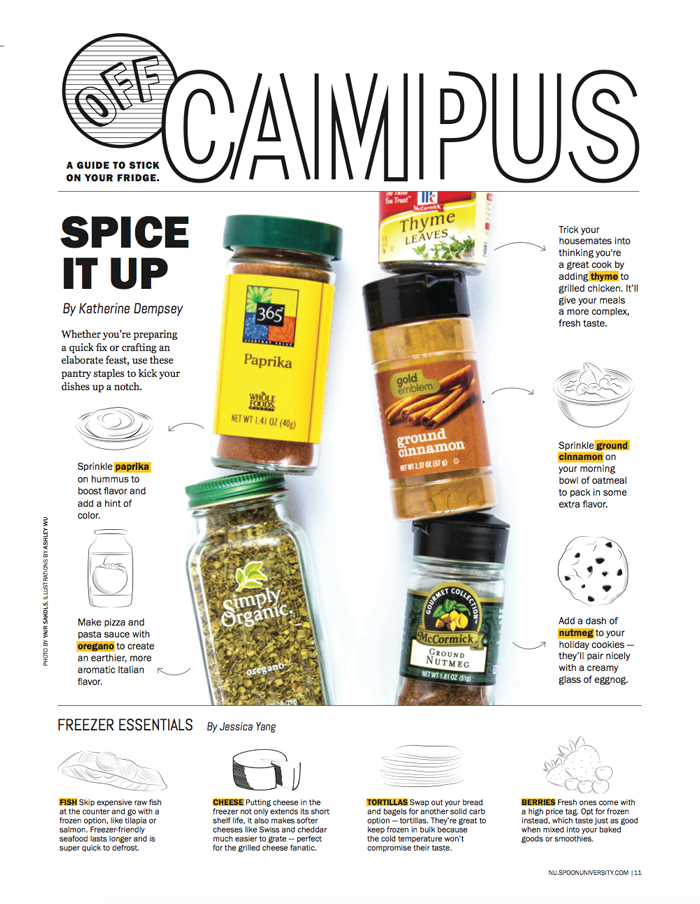 OFF
CAMPUS
A GUIDE TO STICK
ON YOUR FRIDGE.
SPICE
IT UP
By Katherine Dempsey
Whether you're preparing
a quick fix or crafting an
elaborate feast, use these
pantry staples to kick your
dishes up a notch.
Sprinkle paprika
on hummus to
boost flavor and
add a hint of
color.
Make pizza and
pasta sauce with
oregano to create
an earthier, more
aromatic Italian
flavor.
PHOTO BY YAIR SAKOLS, ILLUSTRATIONS BY ASHLEY WU
365
EVERYDAY VALUE
Paprika
WHOLE
FOODS
MARKET
NET WT 1.41 OZ (40g)
Simply
Organic.
oregano
You Trust™
McCormick
Thyme
LEAVES
gold
emblem
ground
cinnamon
NET WT 2.37 OZ (67 g)
GOURMET COLLECTION™
McCormick
GROUND
NUTMEG
NET WT 1.81 OZ (51g)
Trick your
housemates into
thinking you're
a great cook by
adding thyme to
grilled chicken. It'll
give your meals
a more complex,
fresh taste.
Sprinkle ground
cinnamon on
your morning
bowl of oatmeal
to pack in some
extra flavor.
Add a dash of
nutmeg to your
holiday cookies —
they'll pair nicely
with a creamy
glass of eggnog.
FREEZER ESSENTIALS By Jessica Yang
FISH Skip expensive raw fish
at the counter and go with a
frozen option, like tilapia or
salmon. Freezer-friendly
seafood lasts longer and is
super quick to defrost.
CHEESE Putting cheese in the
freezer not only extends its short
shelf life, it also makes softer
cheeses like Swiss and cheddar
much easier to grate — perfect
for the grilled cheese fanatic.
TORTILLAS Swap out your bread
and bagels for another solid carb
option — tortillas. They're great to
keep frozen in bulk because
the cold temperature won't
compromise their taste.
BERRIES Fresh ones come with
a high price tag. Opt for frozen
instead, which taste just as good
when mixed into your baked
goods or smoothies.
NU.SPOONUNIVERSITY.COM | 11